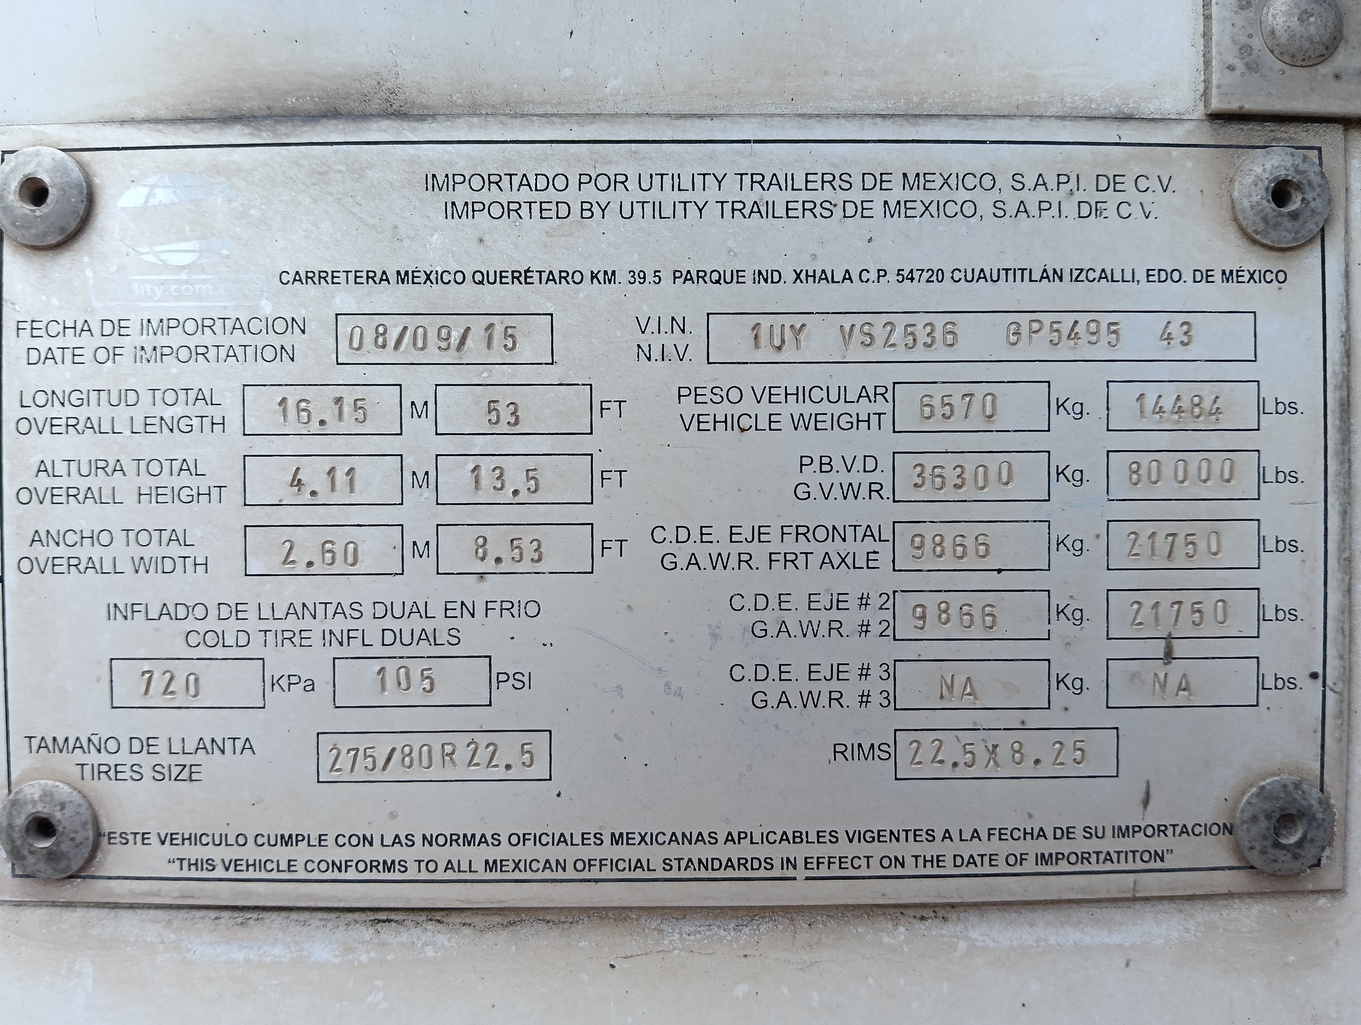 IMPORTADO POR UTILITY TRAILERS DE MEXICO, S.A.P.I. DE C.V.
IMPORTED BY UTILITY TRAILERS DE MEXICO, S.A.P.I. DE C.V.
lity.com
CARRETERA MÉXICO QUERÉTARO KM. 39.5 PARQUE IND. XHALA C.P. 54720 CUAUTITLÁN IZCALLI, EDO. DE MÉXICO
FECHA DE IMPORTACION
DATE OF IMPORTATION
08/09/15
V.I.N.
N.I.V.
1UY VS2536 GP5495 43
LONGITUD TOTAL
OVERALL LENGTH
16.15 M 53 FT
PESO VEHICULAR
VEHICLE WEIGHT
6570 Kg. 14484 Lbs.
ALTURA TOTAL
OVERALL HEIGHT
4.11 M 13.5 FT
P.B.V.D.
G.V.W.R.
36300 Kg. 80000 Lbs.
ANCHO TOTAL
OVERALL WIDTH
2.60 M 8.53 FT
C.D.E. EJE FRONTAL
G.A.W.R. FRT AXLE
9866 Kg. 21750 Lbs.
INFLADO DE LLANTAS DUAL EN FRIO
COLD TIRE INFL DUALS
720 KPa 105 PSI
C.D.E. EJE # 2
G.A.W.R. # 2
9866 Kg. 21750 Lbs.
C.D.E. EJE # 3
G.A.W.R. # 3
NA Kg. NA Lbs.
TAMAÑO DE LLANTA
TIRES SIZE
275/80R22.5
RIMS 22.5X8.25
"ESTE VEHICULO CUMPLE CON LAS NORMAS OFICIALES MEXICANAS APLICABLES VIGENTES A LA FECHA DE SU IMPORTACION
"THIS VEHICLE CONFORMS TO ALL MEXICAN OFFICIAL STANDARDS IN EFFECT ON THE DATE OF IMPORTATITON"